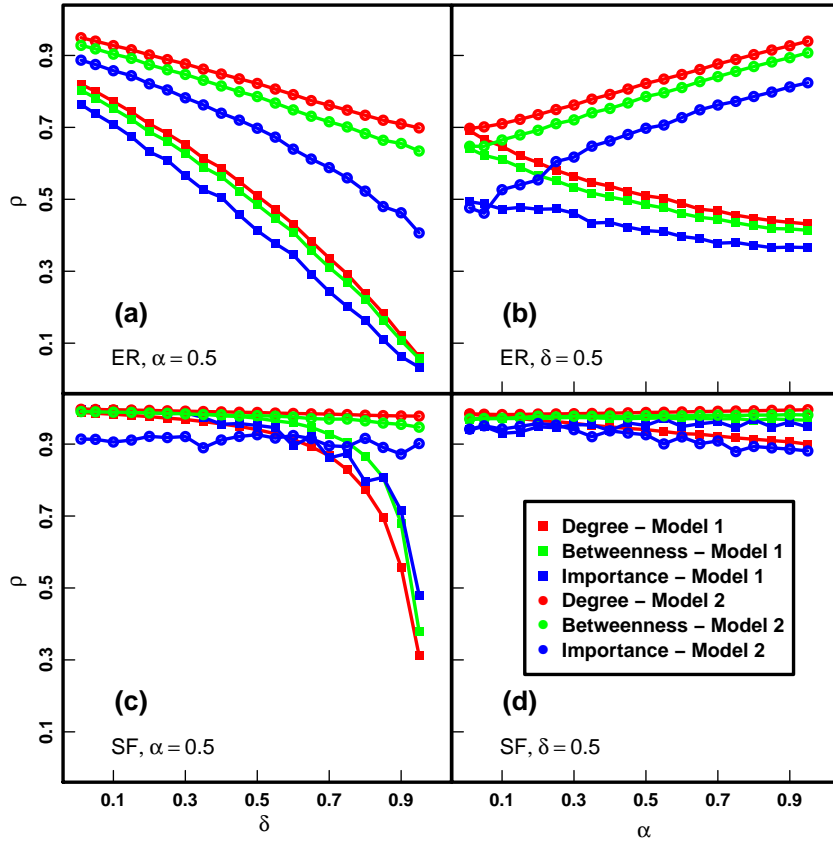 ρ
0.1 0.3 0.5 0.7 0.9
(a)
ER, α = 0.5
(b)
ER, δ = 0.5
ρ
0.1 0.3 0.5 0.7 0.9
(c)
SF, α = 0.5
Degree – Model 1
Betweenness – Model 1
Importance – Model 1
Degree – Model 2
Betweenness – Model 2
Importance – Model 2
(d)
SF, δ = 0.5
0.1 0.3 0.5 0.7 0.9
δ
0.1 0.3 0.5 0.7 0.9
α